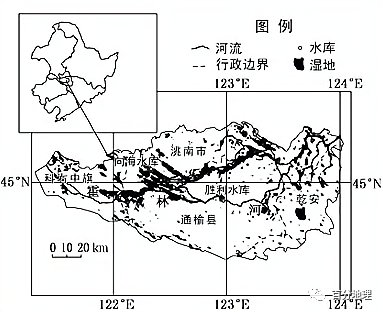 图 例
河流
水库
行政边界
湿地
123°E
124°E
向海水库
洮南市
科右中旗
45°N
45°N
霍
林
河
胜利水库
乾安
通榆县
0 10 20 km
122°E
123°E
124°E
百分地理